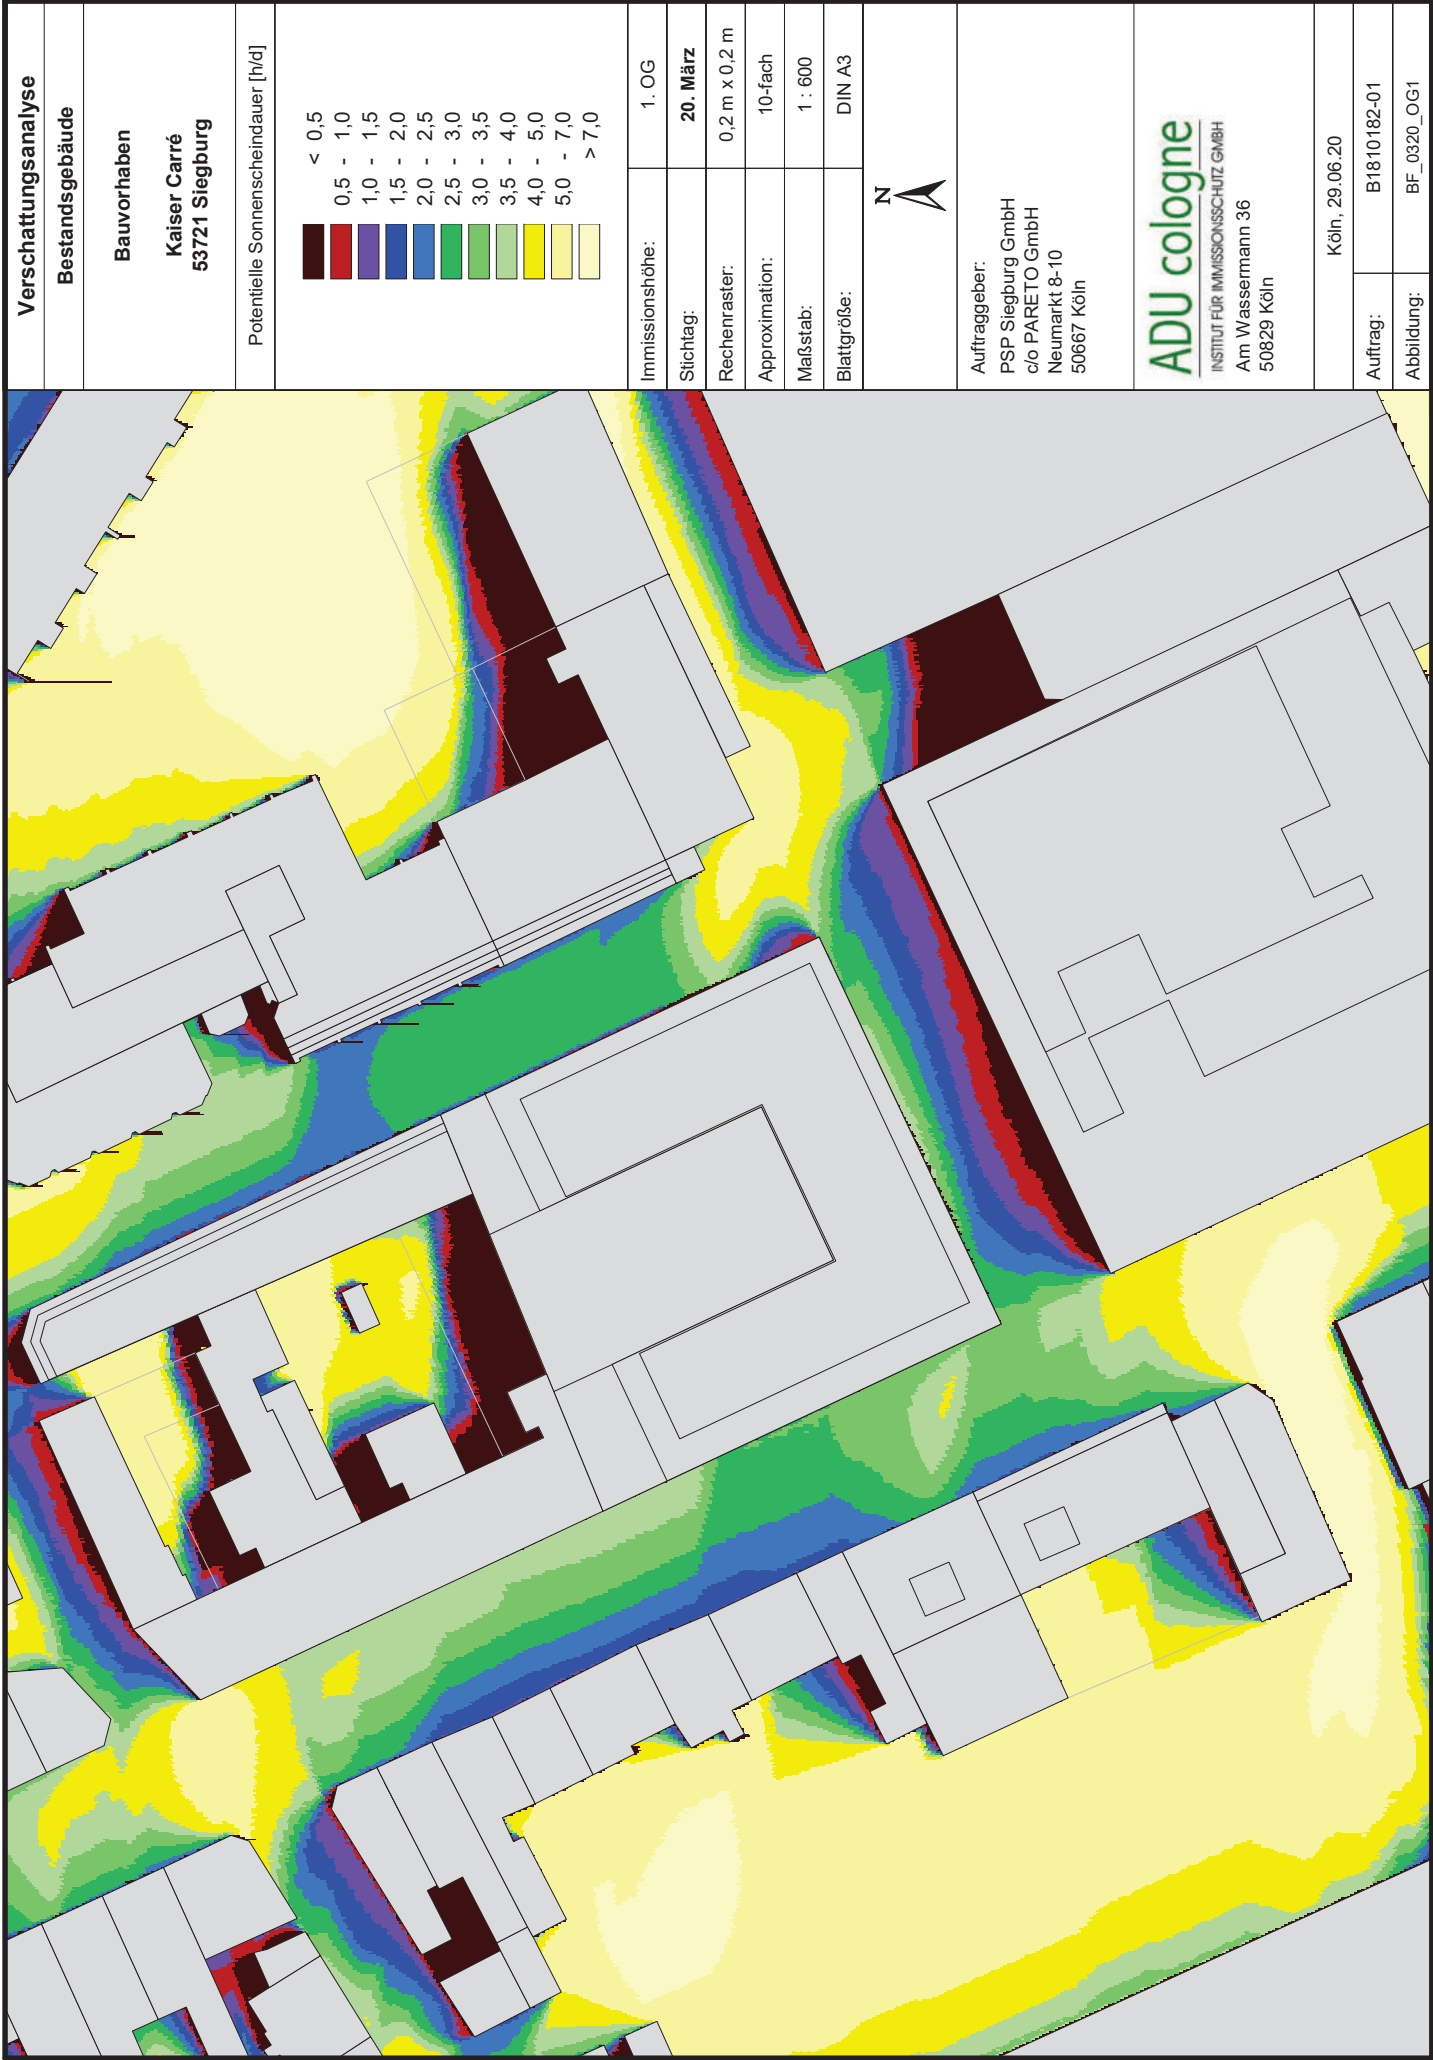 Verschattungsanalyse
Bestandsgebäude
Bauvorhaben
Kaiser Carré
53721 Siegburg
Potentielle Sonnenscheindauer [h/d]
< 0,5
0,5 - 1,0
1,0 - 1,5
1,5 - 2,0
2,0 - 2,5
2,5 - 3,0
3,0 - 3,5
3,5 - 4,0
4,0 - 5,0
5,0 - 7,0
> 7,0
Immissionshöhe: 1. OG
Stichtag: 20. März
Rechenraster: 0,2 m x 0,2 m
Approximation: 10-fach
Maßstab: 1 : 600
Blattgröße: DIN A3
N
Auftraggeber:
PSP Siegburg GmbH
c/o PARETO GmbH
Neumarkt 8-10
50667 Köln
ADU cologne
INSTITUT FÜR IMMISSIONSSCHUTZ GMBH
Am Wassermann 36
50829 Köln
Köln, 29.06.20
Auftrag: B1810182-01
Abbildung: BF_0320_OG1